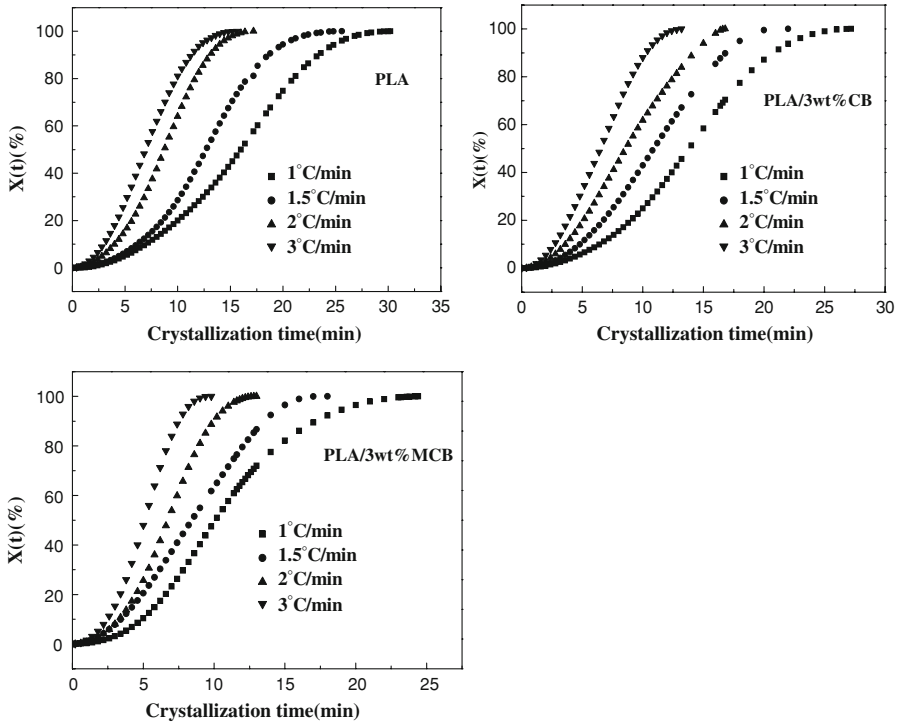 100
80
60
40
20
0
X(t)(%)
PLA
1°C/min
1.5°C/min
2°C/min
3°C/min
0 5 10 15 20 25 30 35
Crystallization time(min)
100
80
60
40
20
0
X(t)(%)
PLA/3wt%CB
1°C/min
1.5°C/min
2°C/min
3°C/min
0 5 10 15 20 25 30
Crystallization time(min)
100
80
60
40
20
0
X(t)(%)
PLA/3wt%MCB
1°C/min
1.5°C/min
2°C/min
3°C/min
0 5 10 15 20 25
Crystallization time(min)